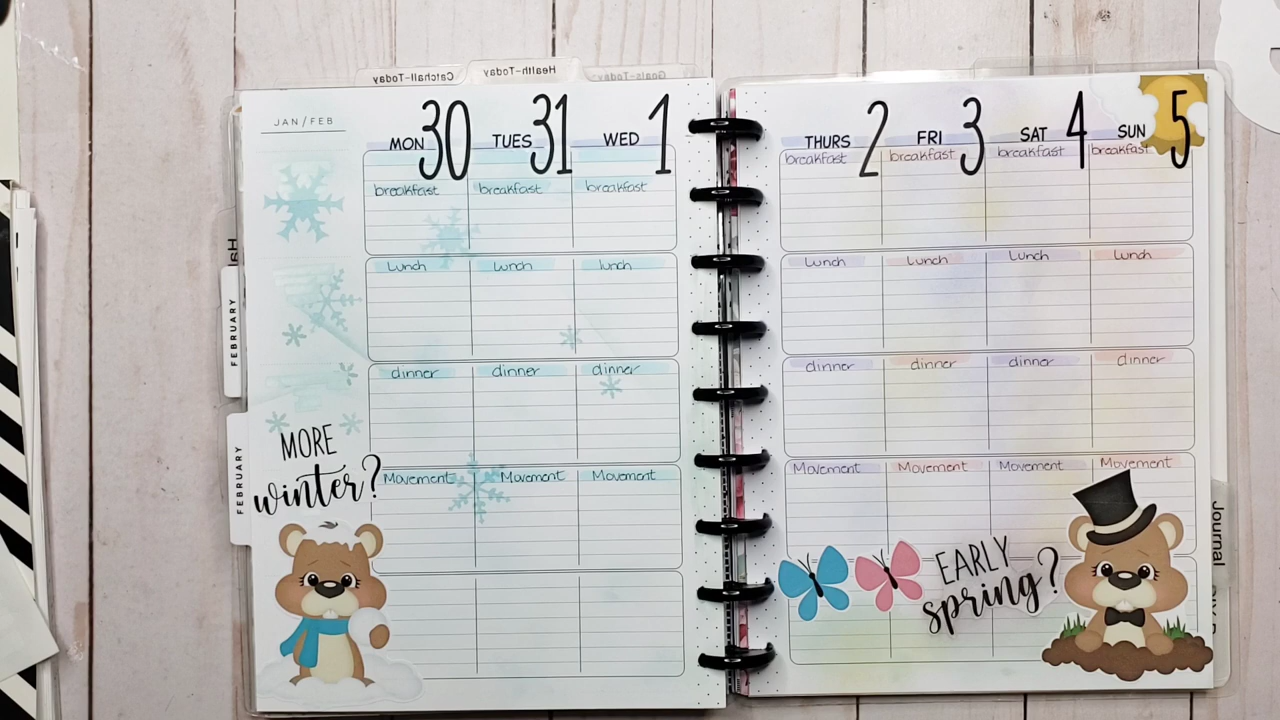 Catchall-Today
Health-Today
Goals-Today
JAN/FEB
MON 30
TUES 31
WED 1
THURS 2
FRI 3
SAT 4
SUN 5
breakfast
breakfast
breakfast
breakfast
breakfast
breakfast
breakfast
Lunch
Lunch
lunch
Lunch
Lunch
Lunch
Lunch
dinner
dinner
dinner
dinner
dinner
dinner
dinner
Movement
Movement
Movement
Movement
Movement
Movement
Movement
MORE
winter?
EARLY
spring?
FEBRUARY
FEBRUARY
Journal